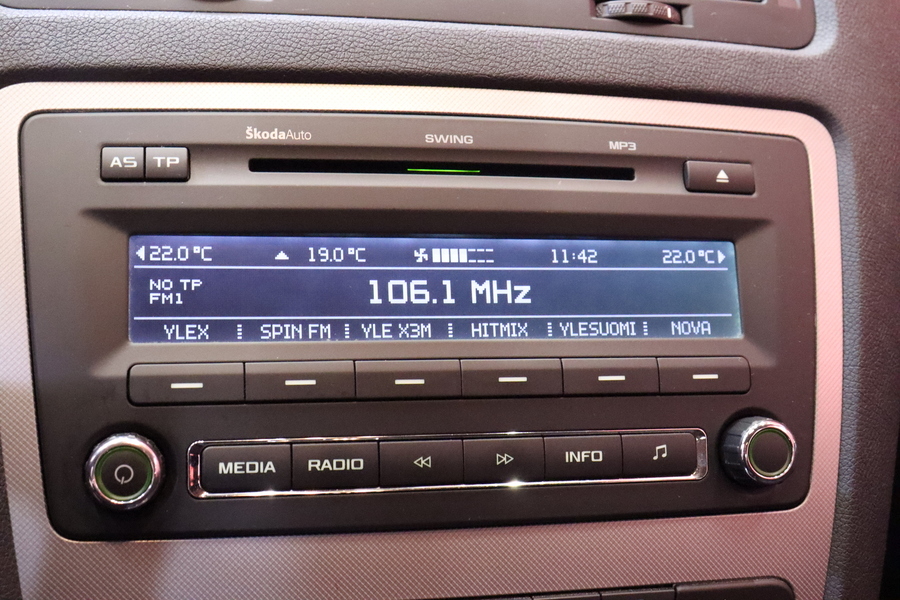 ŠkodaAuto SWING MP3
AS TP
22.0°C 19.0°C 11:42 22.0°C
NO TP
FM1
106.1 MHz
YLEX SPIN FM YLE X3M HITMIX YLESUOMI NOVA
MEDIA RADIO INFO